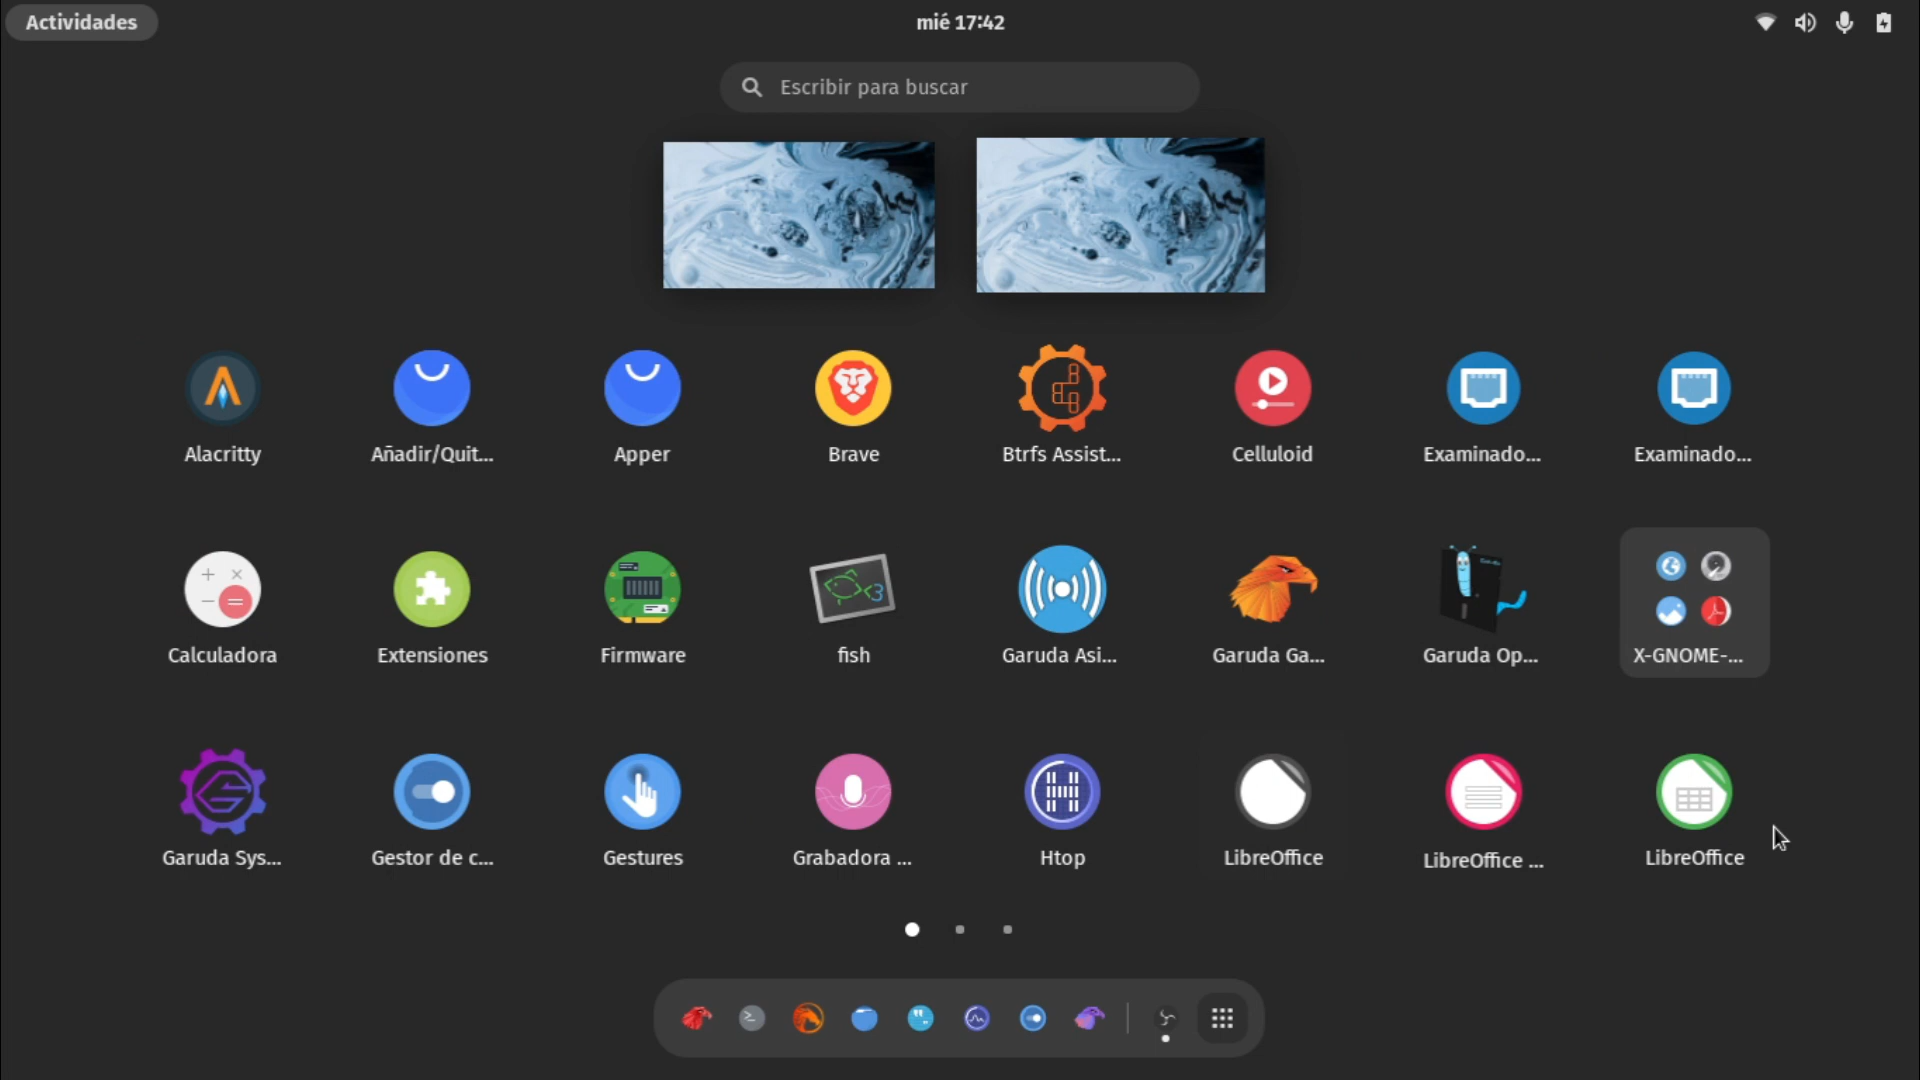 Actividades
mié 17:42
Escribir para buscar
Alacritty
Añadir/Quit...
Apper
Brave
Btrfs Assist...
Celluloid
Examinado...
Examinado...
Calculadora
Extensiones
Firmware
fish
Garuda Asi...
Garuda Ga...
Garuda Op...
X-GNOME-...
Garuda Sys...
Gestor de c...
Gestures
Grabadora ...
Htop
LibreOffice
LibreOffice ...
LibreOffice